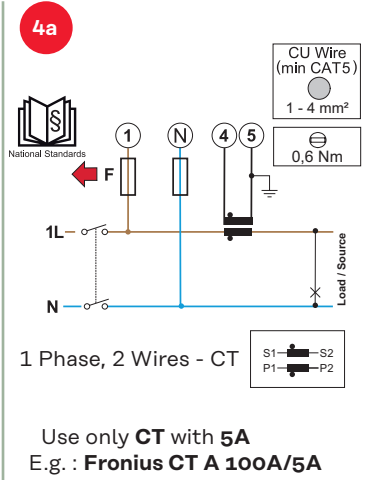 4a
CU Wire
(min CAT5)
1 - 4 mm²
0,6 Nm
§
National Standards
1 N 4 5
F
1L
N
Load / Source
1 Phase, 2 Wires - CT
S1 S2
P1 P2
Use only CT with 5A
E.g. : Fronius CT A 100A/5A